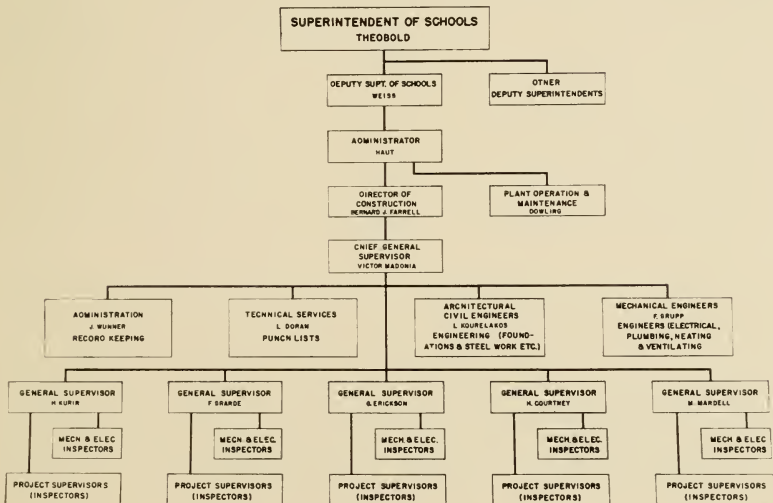 SUPERINTENDENT OF SCHOOLS
THEOBOLD
DEPUTY SUPT. OF SCHOOLS
WEISS
OTHER
DEPUTY SUPERINTENDENTS
ADMINISTRATOR
HAUT
DIRECTOR OF
CONSTRUCTION
BERNARD J. FARRELL
PLANT OPERATION &
MAINTENANCE
DOWLING
CHIEF GENERAL
SUPERVISOR
VICTOR MADONIA
ADMINISTRATION
J. WUNNER
RECORD KEEPING
TECHNICAL SERVICES
L. DORAN
PUNCH LISTS
ARCHITECTURAL
CIVIL ENGINEERS
L. KOURELAKOS
ENGINEERING (FOUND-
ATIONS & STEEL WORK ETC.)
MECHANICAL ENGINEERS
F. GRUPP
ENGINEERS (ELECTRICAL,
PLUMBING, HEATING
& VENTILATING
GENERAL SUPERVISOR
GENERAL SUPERVISOR
GENERAL SUPERVISOR
G. ERICKSON
GENERAL SUPERVISOR
H. COURTNEY
GENERAL SUPERVISOR
M. MARDELL
MECH & ELEC
INSPECTORS
MECH. & ELEC.
INSPECTORS
MECH. & ELEC.
INSPECTORS
MECH. & ELEC.
INSPECTORS
MECH & ELEC
INSPECTORS
PROJECT SUPERVISORS
(INSPECTORS)
PROJECT SUPERVISORS
(INSPECTORS)
PROJECT SUPERVISORS
(INSPECTORS)
PROJECT SUPERVISORS
(INSPECTORS)
PROJECT SUPERVISORS
(INSPECTORS)